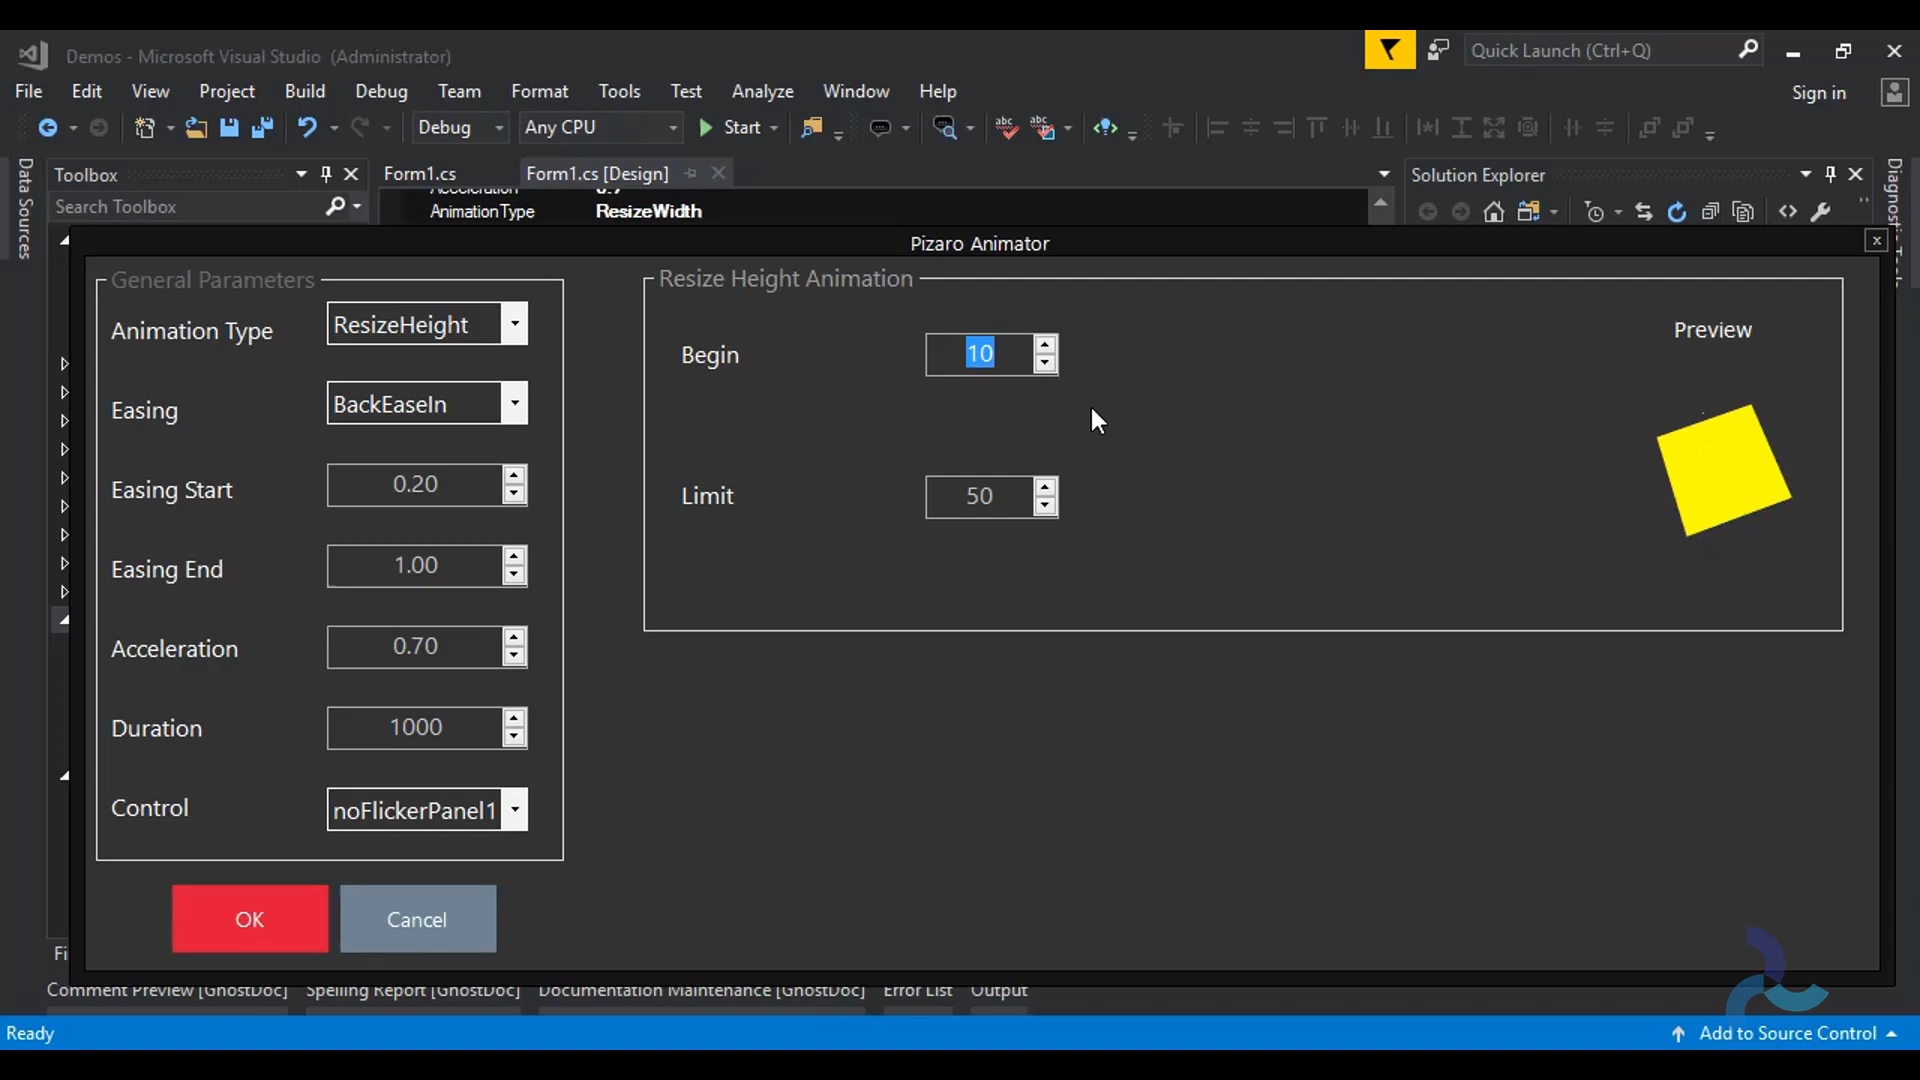 Demos - Microsoft Visual Studio (Administrator)
Quick Launch (Ctrl+Q)
File Edit View Project Build Debug Team Format Tools Test Analyze Window Help
Sign in
Debug Any CPU Start
Data Sources
Toolbox
Form1.cs Form1.cs [Design]
Solution Explorer
Search Toolbox
AnimationType ResizeWidth
Pizaro Animator
General Parameters
Animation Type ResizeHeight
Easing BackEaseIn
Easing Start 0.20
Easing End 1.00
Acceleration 0.70
Duration 1000
Control noFlickerPanel1
OK Cancel
Resize Height Animation
Begin 10
Limit 50
Preview
Comment Preview [GhostDoc] Spelling Report [GhostDoc] Documentation Maintenance [GhostDoc] Error List Output
Ready
Add to Source Control